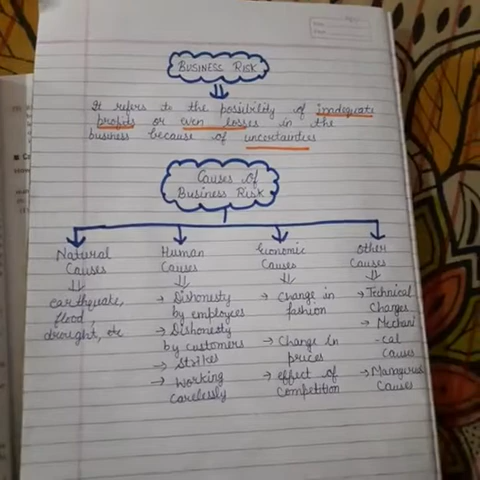 BUSINESS RISK
It refers to the possibility of inadequate
profits or even losses in the
business because of uncertainties
Causes of
Business Risk
Natural
Causes
earthquake,
flood,
drought, etc
Human
Causes
→ Dishonesty
by employees
→ Dishonesty
by customers
→ Strikes
→ Working
carelessly
Economic
Causes
→ Change in
fashion
→ Change in
prices
→ effect of
Competition
Other
Causes
→ Technical
→ Mechani
-cal
Causes
→ Managerial
Causes